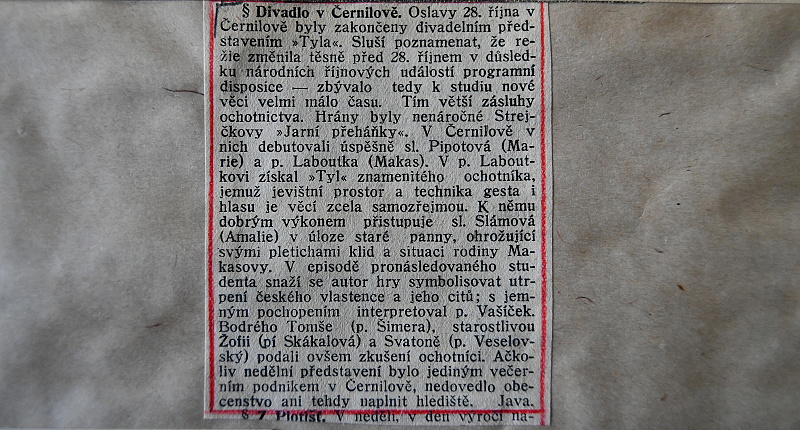 § Divadlo v Černilově. Oslavy 28. října v
Černilově byly zakončeny divadelním před-
stavením »Tyla«. Sluší poznamenat, že re-
žie změnila těsně před 28. říjnem v důsled-
ku národních říjnových událostí programní
disposice — zbývalo tedy k studiu nové
věci velmi málo času. Tím větší zásluhy
ochotnictva. Hrány byly nenáročné Strej-
čkovy »Jarní přeháňky«. V Černilově v
nich debutovali úspěšně sl. Pipotová (Ma-
rie) a p. Laboutka (Makas). V p. Labout-
kovi získal »Tyl« znamenitého ochotníka,
jemuž jevištní prostor a technika gesta i
hlasu je věcí zcela samozřejmou. K němu
dobrým výkonem přistupuje sl. Slámová
(Amalie) v úloze staré panny, ohrožující
svými pletichami klid a situaci rodiny Ma-
kasovy. V episodě pronásledovaného stu-
denta snaží se autor hry symbolisovat utr-
pení českého vlastence a jeho citů; s jem-
ným pochopením interpretoval p. Vašíček.
Bodrého Tomše (p. Šimera), starostlivou
Žofii (pí Skákalová) a Svatoně (p. Veselov-
ský) podali ovšem zkušení ochotníci. Ačko-
liv nedělní představení bylo jediným večer-
ním podnikem v Černilově, nedovedlo obe-
censtvo ani tehdy naplnit hlediště. Java.
§ Z Plotišť. V neděli, v den výročí na-